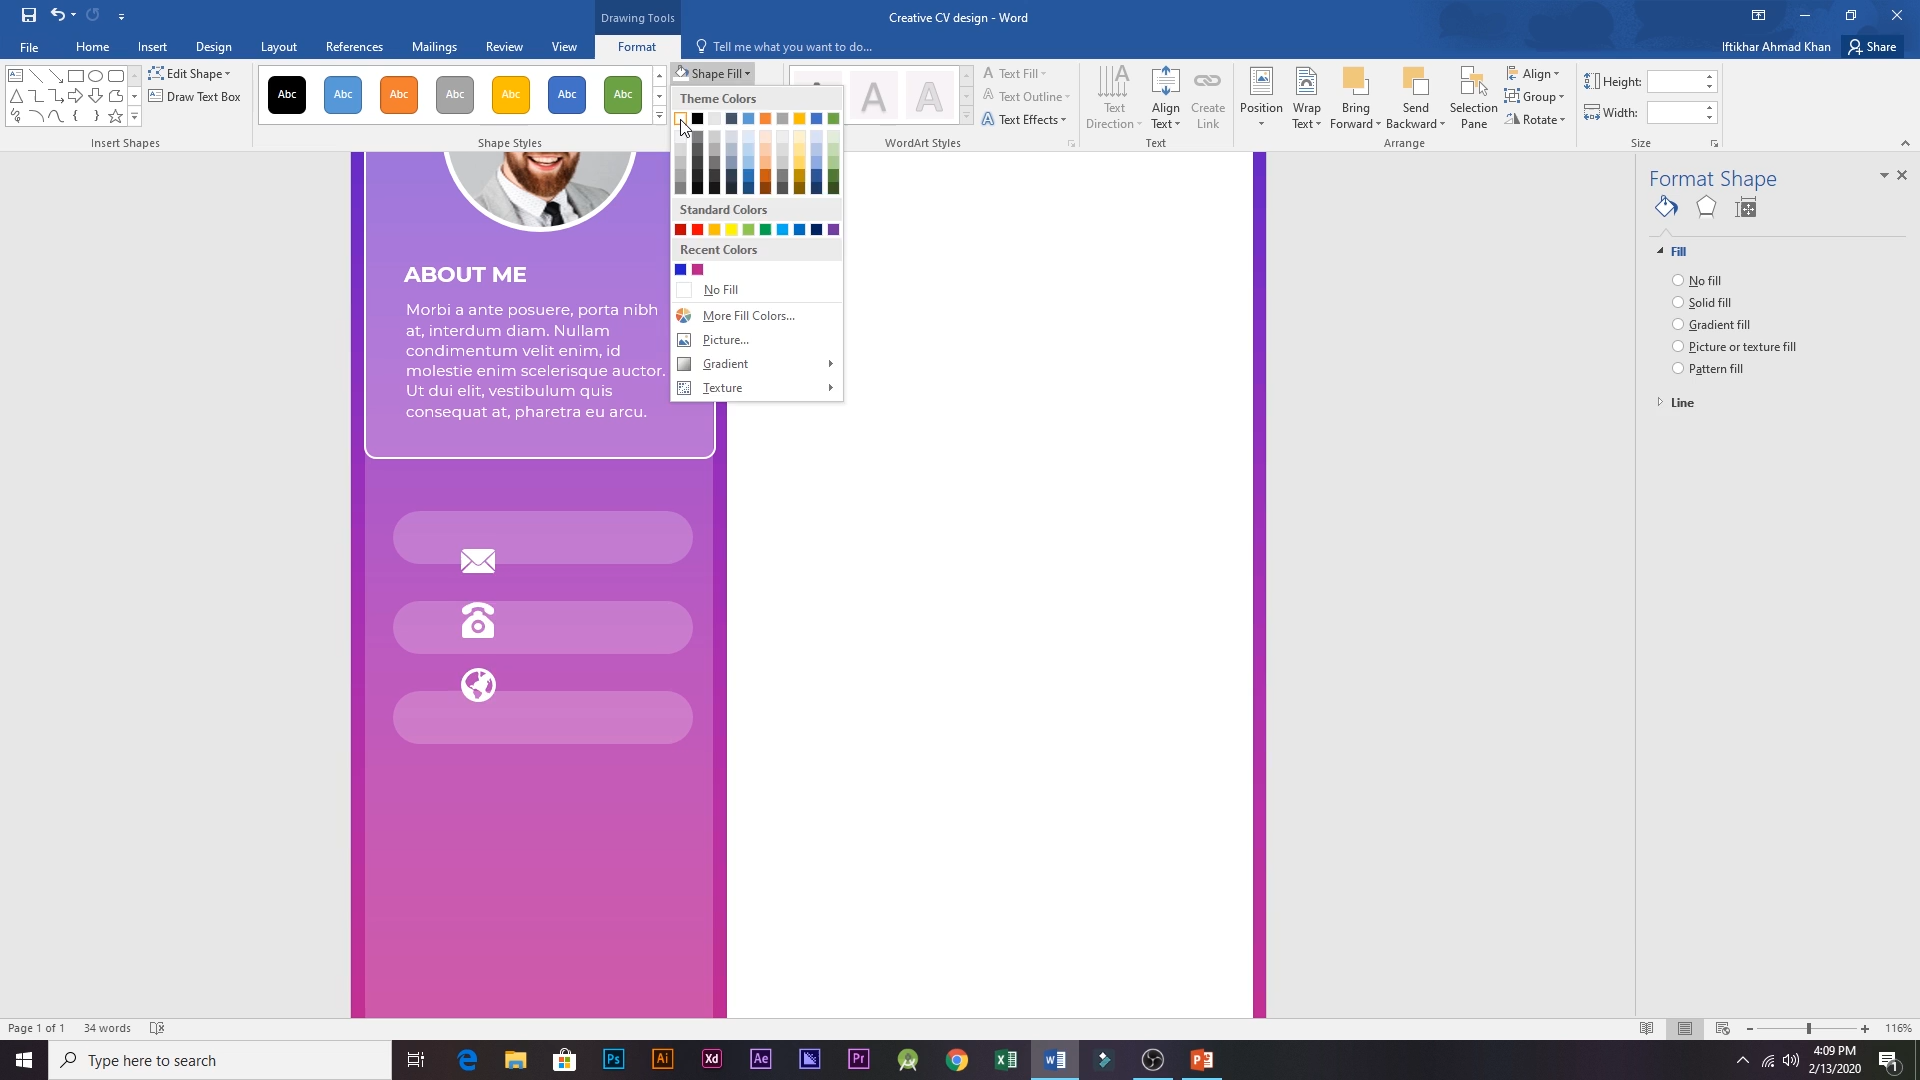 Drawing Tools
Creative CV design - Word
File
Home
Insert
Design
Layout
References
Mailings
Review
View
Format
Tell me what you want to do...
Iftikhar Ahmad Khan
Share
Edit Shape
Draw Text Box
Insert Shapes
Abc
Abc
Abc
Abc
Abc
Abc
Abc
Shape Styles
Shape Fill
Theme Colors
Standard Colors
Recent Colors
No Fill
More Fill Colors...
Picture...
Gradient
Texture
A
A
WordArt Styles
A Text Fill
A Text Outline
A Text Effects
Text Direction
Align Text
Create Link
Text
Position
Wrap Text
Bring Forward
Send Backward
Selection Pane
Align
Group
Rotate
Arrange
Height:
Width:
Size
ABOUT ME
Morbi a ante posuere, porta nibh
at, interdum diam. Nullam
condimentum velit enim, id
molestie enim scelerisque auctor.
Ut dui elit, vestibulum quis
consequat at, pharetra eu arcu.
Format Shape
Fill
No fill
Solid fill
Gradient fill
Picture or texture fill
Pattern fill
Line
Page 1 of 1
34 words
116%
Type here to search
Ps
Ai
Xd
Ae
Pr
4:09 PM
2/13/2020
1